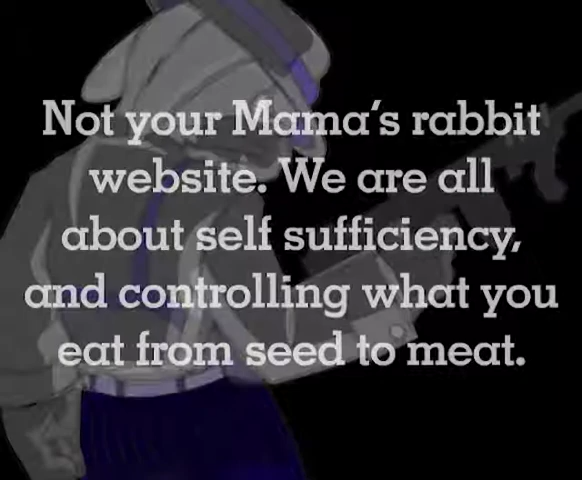 Not your Mama's rabbit
website. We are all
about self sufficiency,
and controlling what you
eat from seed to meat.